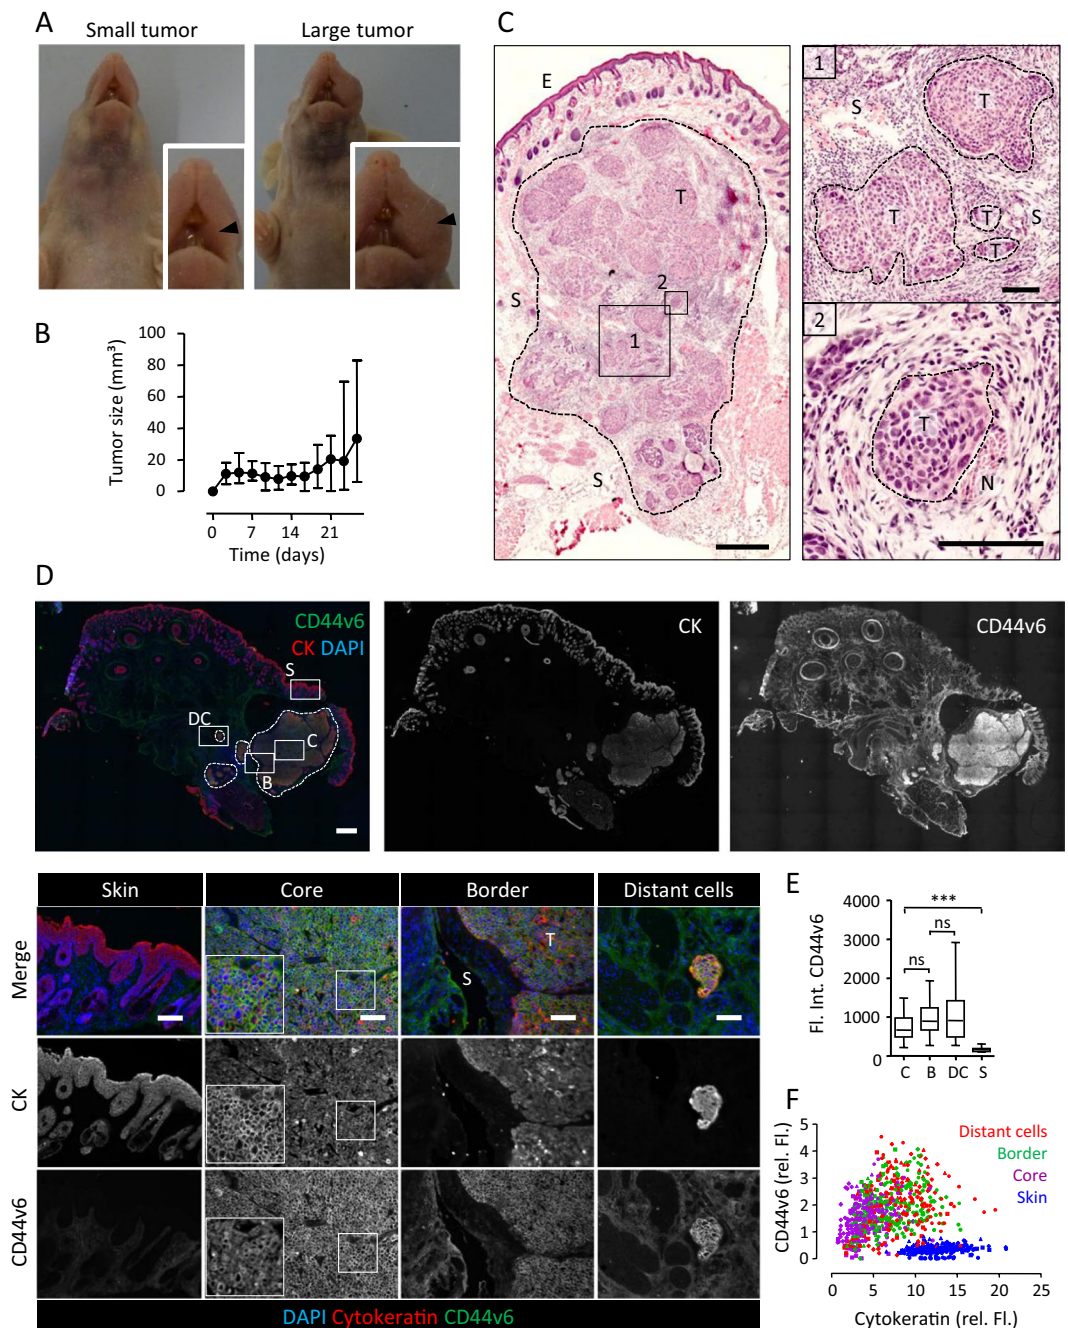 A
Small tumor
Large tumor
B
Tumor size (mm³)
100
80
60
40
20
0
0
7
14
21
Time (days)
C
E
T
S
2
1
S
1
S
T
T
T
S
T
2
T
N
D
CD44v6
CK DAPI
S
DC
C
B
CK
CD44v6
Skin
Core
Border
Distant cells
Merge
T
S
CK
CD44v6
DAPI Cytokeratin CD44v6
E
Fl. Int. CD44v6
4000
3000
2000
1000
0
***
ns
ns
C
B
DC
S
F
CD44v6 (rel. Fl.)
5
4
3
2
1
0
Distant cells
Border
Core
Skin
0
5
10
15
20
25
Cytokeratin (rel. Fl.)